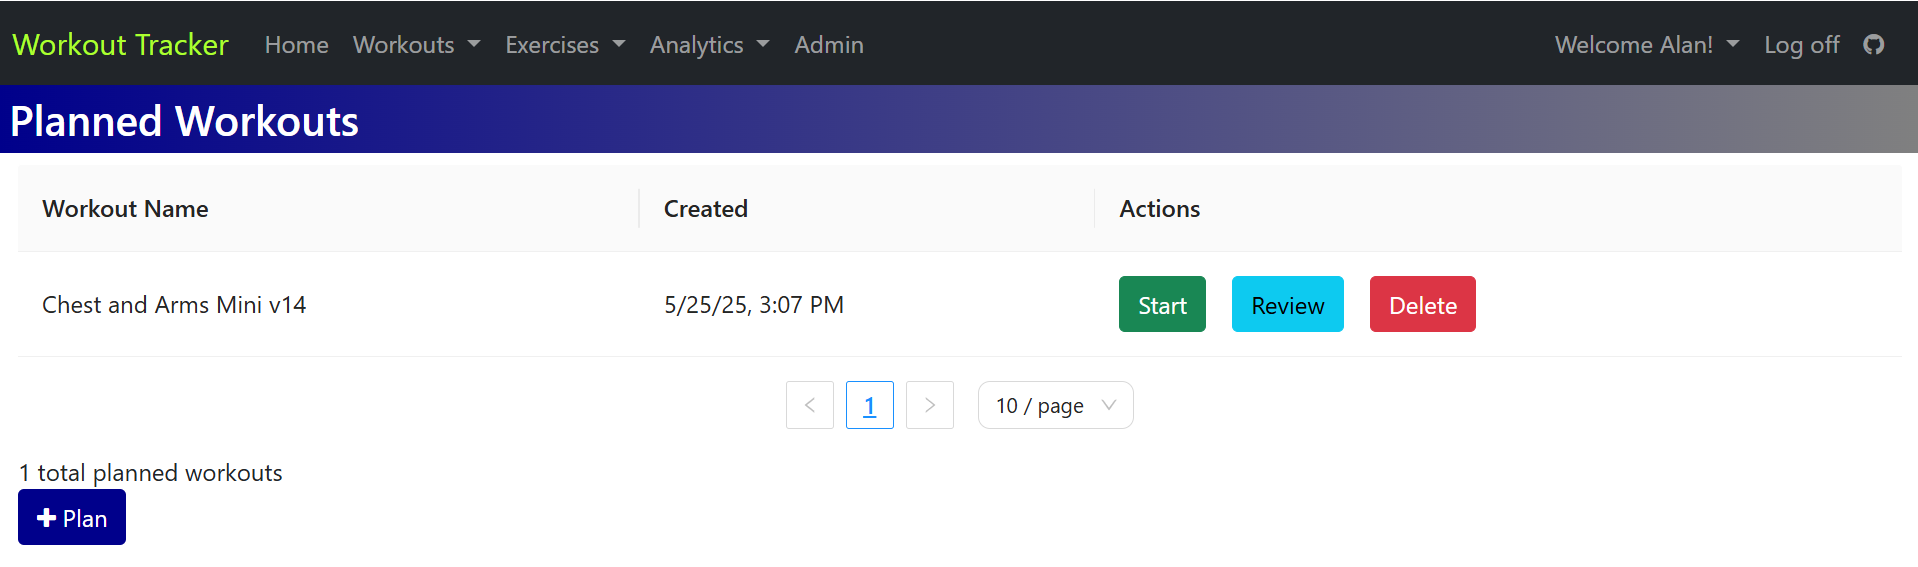 Workout Tracker Home Workouts Exercises Analytics Admin Welcome Alan! Log off
Planned Workouts
Workout Name Created Actions
Chest and Arms Mini v14 5/25/25, 3:07 PM Start Review Delete
< 1 > 10 / page
1 total planned workouts
+ Plan